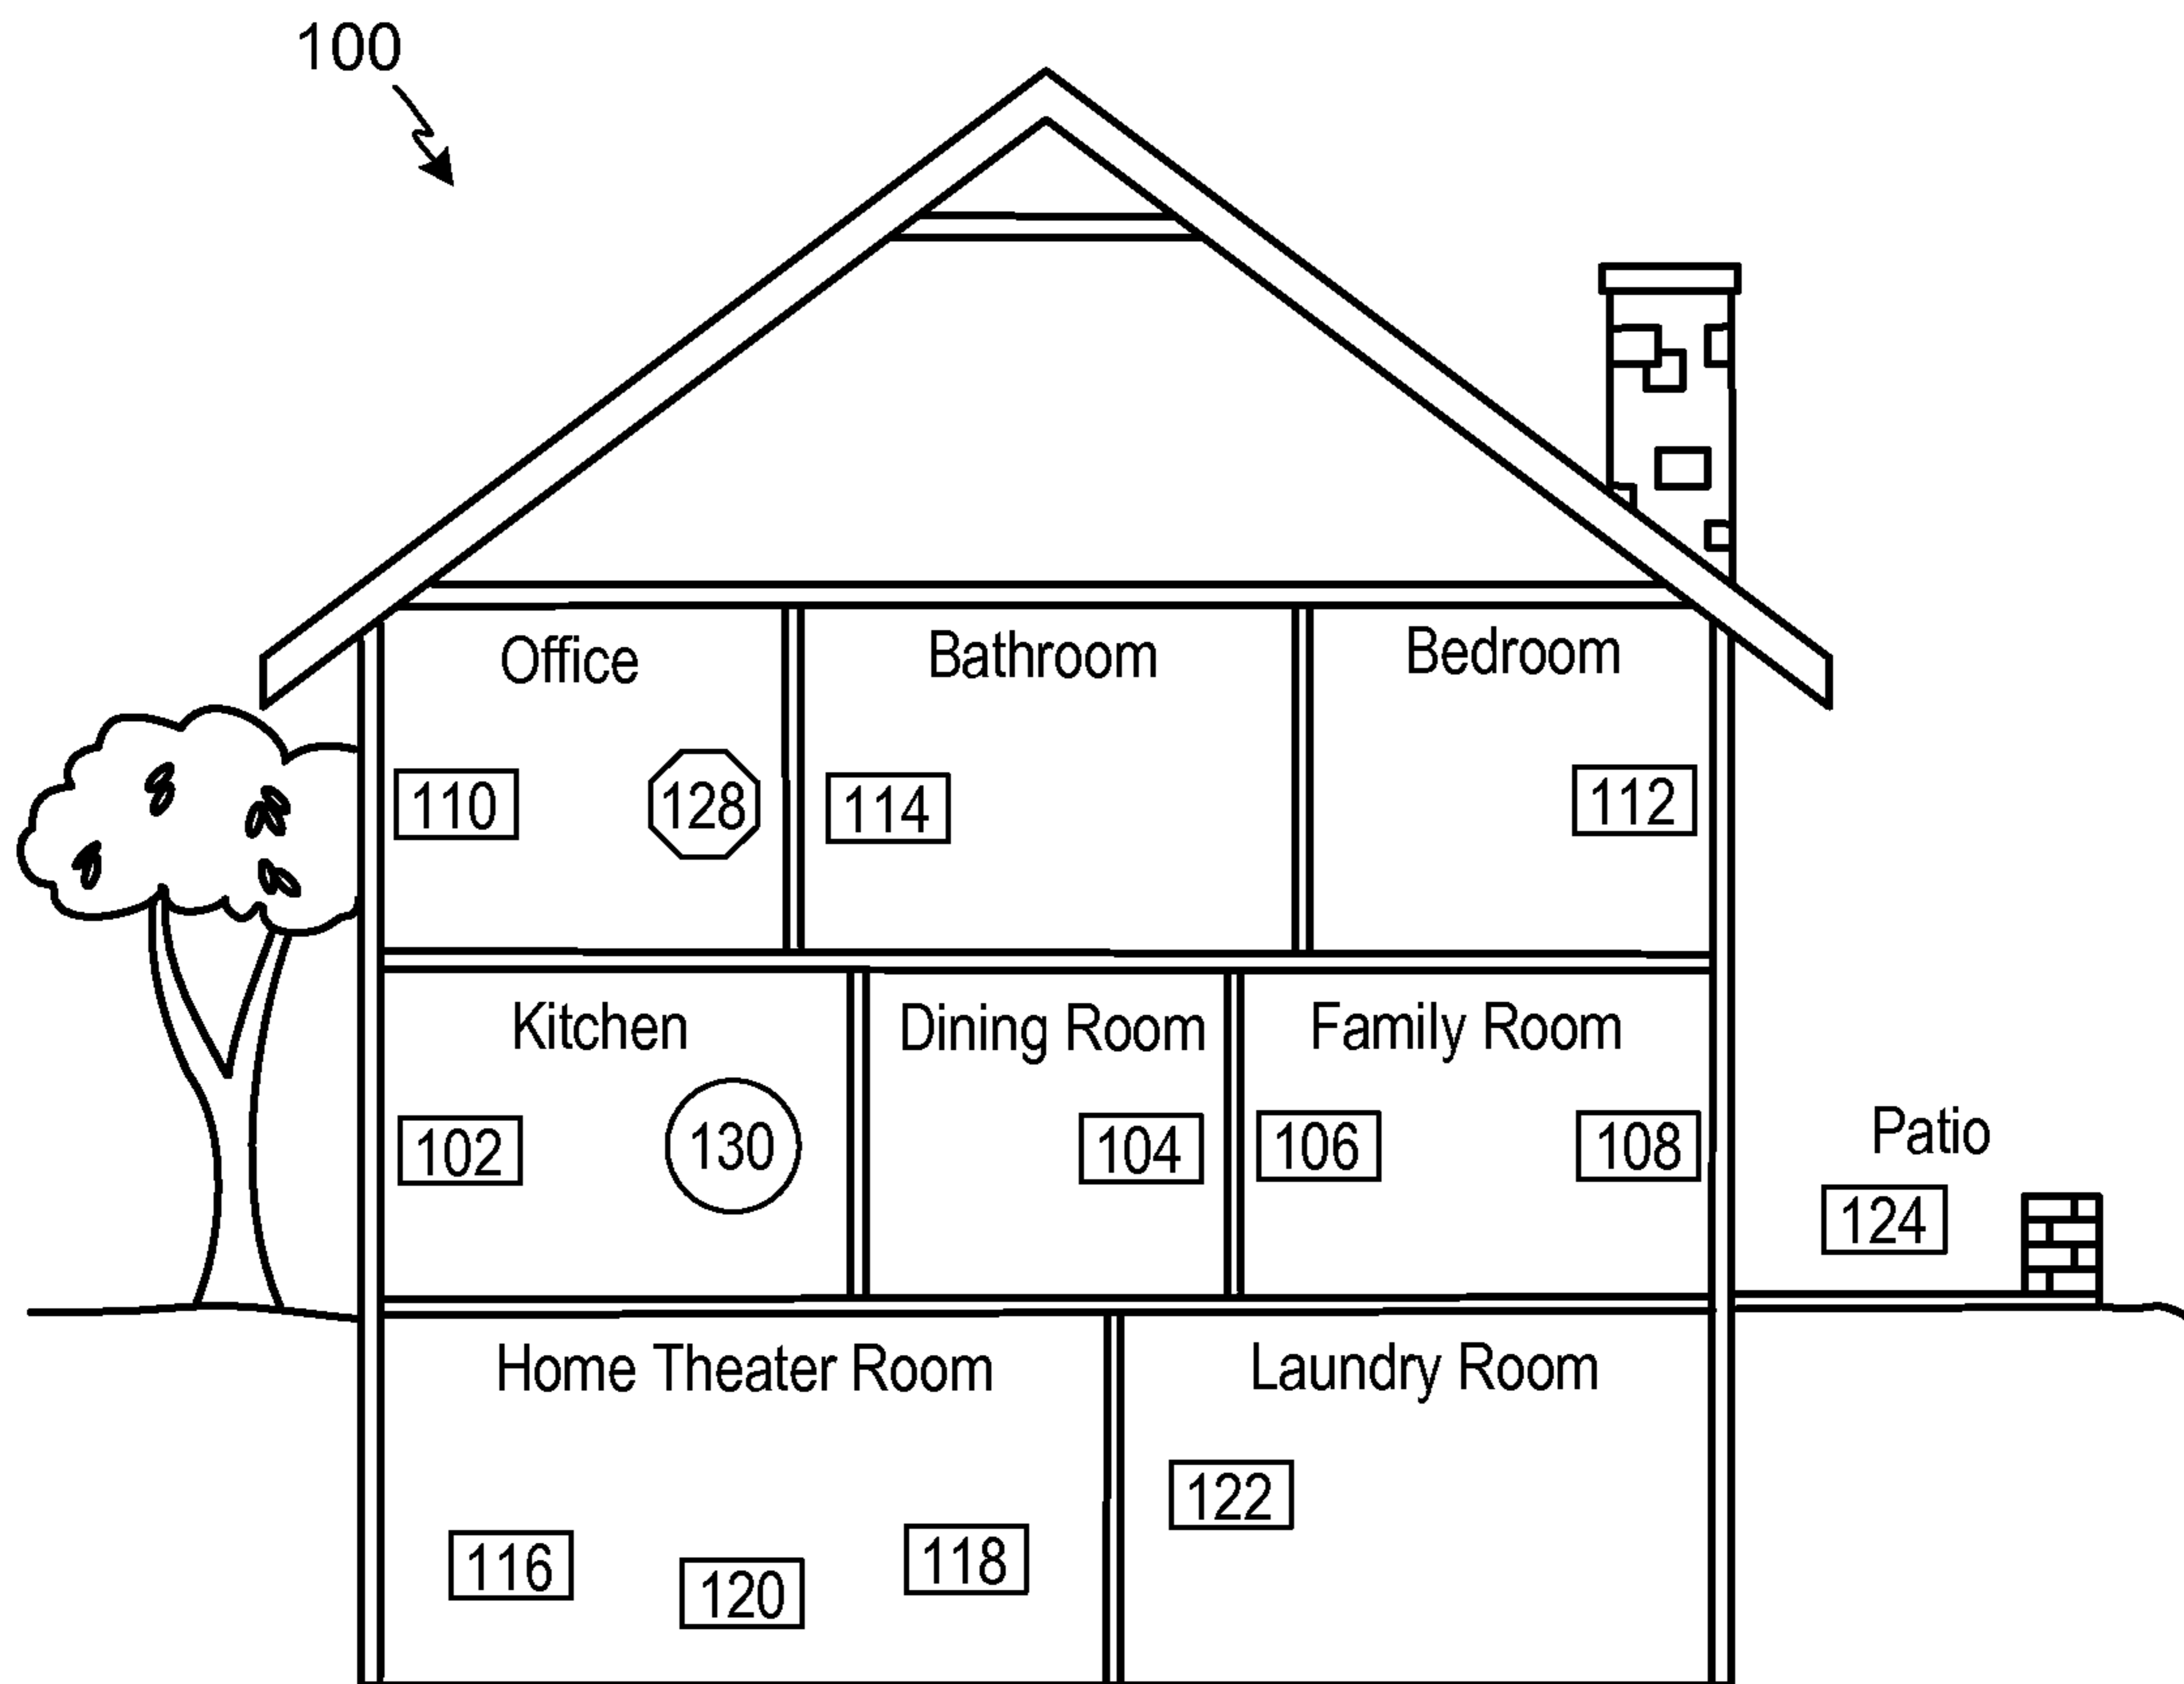 100
Office
Bathroom
Bedroom
110
128
114
112
Kitchen
Dining Room
Family Room
102
130
104
106
108
Patio
124
Home Theater Room
Laundry Room
116
120
118
122